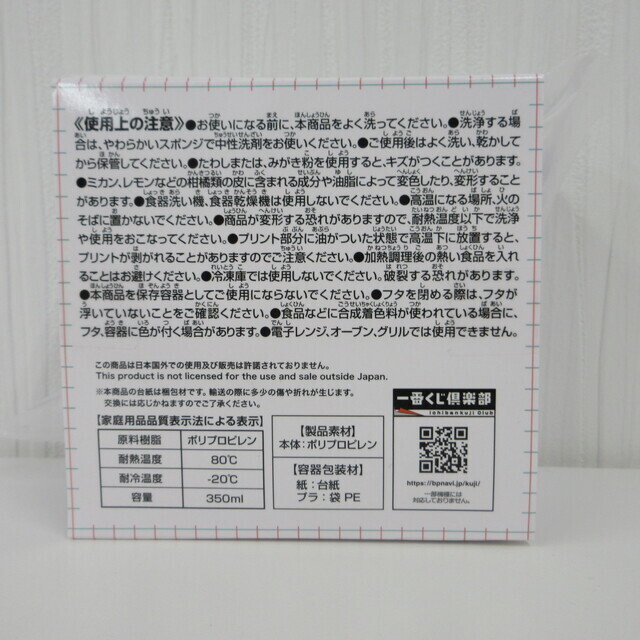 《使用上の注意》●お使いになる前に、本商品をよく洗ってください。●洗浄する場
合は、やわらかいスポンジで中性洗剤をお使いください。●ご使用後はよく洗い、乾かして
から保管してください。●たわしまたは、みがき粉を使用すると、キズがつくことがあります。
●ミカン、レモンなどの柑橘類の皮に含まれる成分や油脂によって変色したり、変形すること
があります。●食器洗い機、食器乾燥機は使用しないでください。●高温になる場所、火の
そばに置かないでください。●商品が変形する恐れがありますので、耐熱温度以下で洗浄
や使用をおこなってください。●プリント部分に油がついた状態で高温下に放置すると、
プリントが剥がれることがありますのでご注意ください。●加熱調理後の熱い食品を入れ
ることはお避けください。●冷凍庫では使用しないでください。破裂する恐れがあります。
●本商品を保存容器としてご使用にならないでください。●フタを閉める際は、フタが
浮いていないことをご確認ください。●食品などに合成着色料が使われている場合に、
フタ、容器に色が付く場合があります。●電子レンジ、オーブン、グリルでは使用できません。
この商品は日本国外での使用及び販売は許諾されておりません。
This product is not licensed for the use and sale outside Japan.
※本商品の台紙は梱包材です。輸送の際に多少の傷や折れが生じます。
交換には応じかねますのでご了承ください。
【家庭用品品質表示法による表示】
原料樹脂 ポリプロピレン
耐熱温度 80℃
耐冷温度 -20℃
容量 350ml
【製品素材】
本体：ポリプロピレン
【容器包装材】
紙：台紙
プラ：袋 PE
一番くじ倶楽部
ichibankuji Club
https://bpnavi.jp/kuji/
一部機種には
対応しておりません。